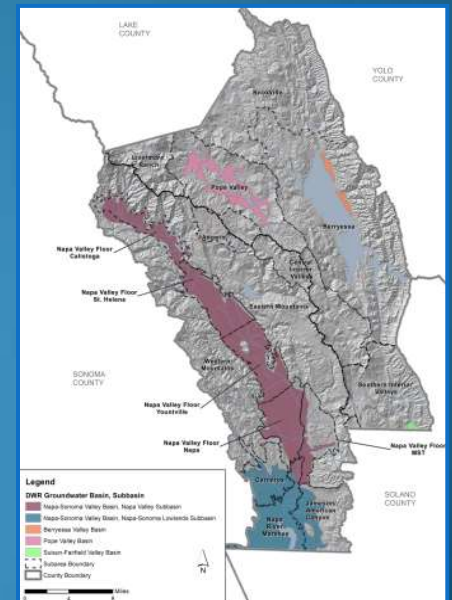 LAKE
COUNTY
YOLO
COUNTY
Knoxville
Livermore
Ranch
Pope Valley
Berryessa
Angwin
Napa Valley Floor
Calistoga
Central
Interior
Valleys
Napa Valley Floor
St. Helena
Eastern Mountains
Western
Mountains
SONOMA
COUNTY
Southern Interior
Valleys
Napa Valley Floor
Yountville
Napa Valley Floor
Napa
Napa Valley Floor
MST
Carneros
Jameson/
American
Canyon
SOLANO
COUNTY
Napa
River
Marshes
Legend
DWR Groundwater Basin, Subbasin
Napa-Sonoma Valley Basin, Napa Valley Subbasin
Napa-Sonoma Valley Basin, Napa-Sonoma Lowlands Subbasin
Berryessa Valley Basin
Pope Valley Basin
Suisun-Fairfield Valley Basin
Subarea Boundary
County Boundary
N
Miles
0 4 8